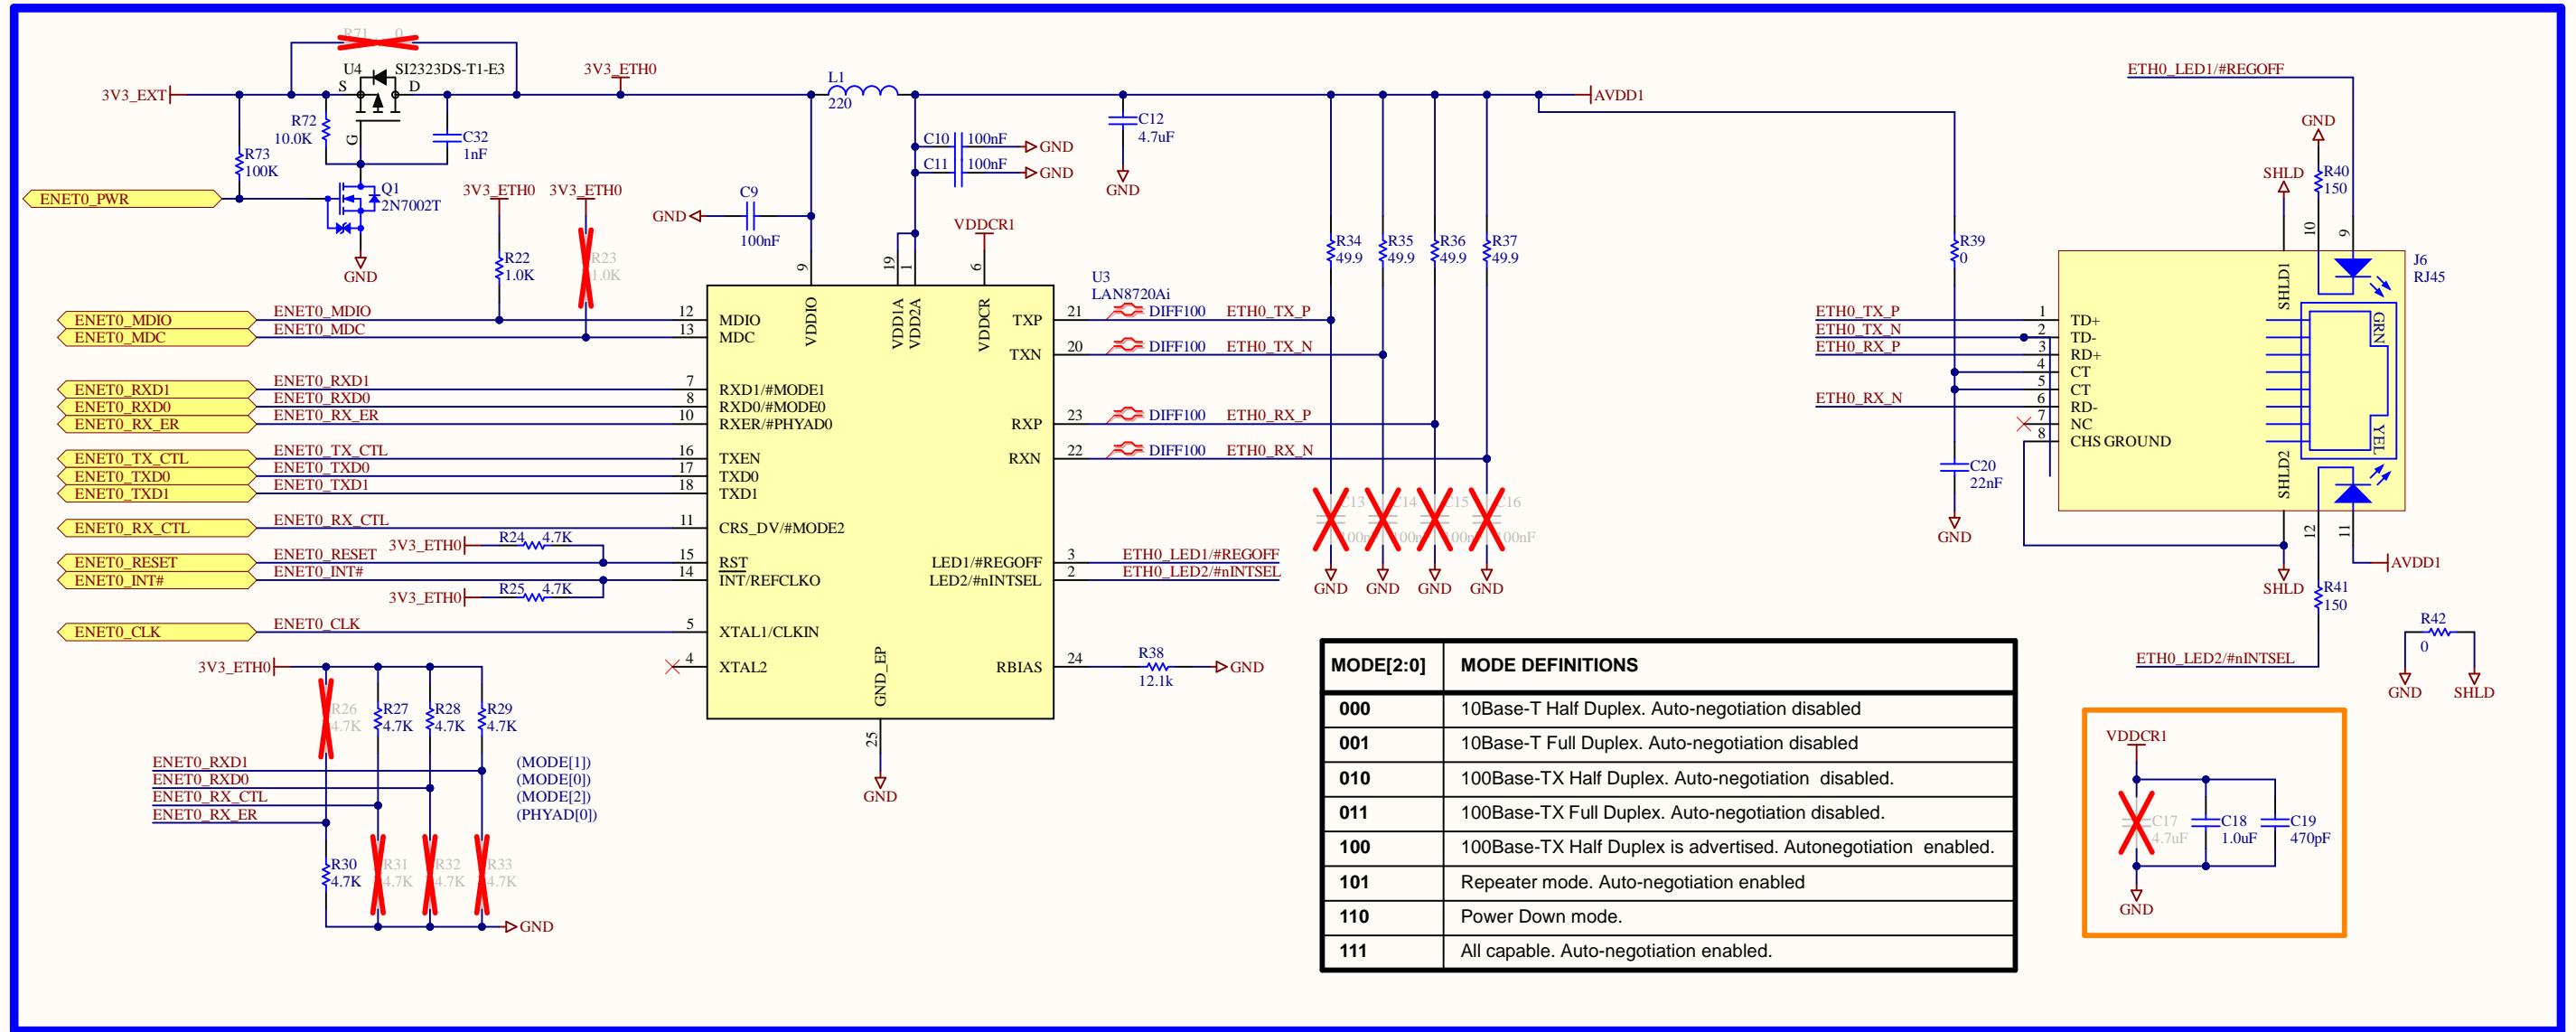 R71 0
U4 SI2323DS-T1-E3
3V3_EXT
S D
G
3V3_ETH0
R72
10.0K
C32
1nF
R73
100K
ENET0_PWR
Q1
2N7002T
GND
3V3_ETH0 3V3_ETH0
R22
1.0K
R23
1.0K
L1
220
C10 100nF GND
C11 100nF GND
C12
4.7uF
GND
AVDD1
C9
GND
100nF
VDDCR1
R34
49.9
R35
49.9
R36
49.9
R37
49.9
R39
0
ENET0_MDIO ENET0_MDIO 12 MDIO
ENET0_MDC ENET0_MDC 13 MDC
ENET0_RXD1 ENET0_RXD1 7 RXD1/#MODE1
ENET0_RXD0 ENET0_RXD0 8 RXD0/#MODE0
ENET0_RX_ER ENET0_RX_ER 10 RXER/#PHYAD0
ENET0_TX_CTL ENET0_TX_CTL 16 TXEN
ENET0_TXD0 ENET0_TXD0 17 TXD0
ENET0_TXD1 ENET0_TXD1 18 TXD1
ENET0_RX_CTL ENET0_RX_CTL 11 CRS_DV/#MODE2
3V3_ETH0 R24 4.7K
ENET0_RESET ENET0_RESET 15 RST
ENET0_INT# ENET0_INT# 14 INT/REFCLKO
3V3_ETH0 R25 4.7K
ENET0_CLK ENET0_CLK 5 XTAL1/CLKIN
4 XTAL2
9 VDDIO
19 VDD1A
1 VDD2A
6 VDDCR
U3
LAN8720Ai
TXP 21 DIFF100 ETH0_TX_P
TXN 20 DIFF100 ETH0_TX_N
RXP 23 DIFF100 ETH0_RX_P
RXN 22 DIFF100 ETH0_RX_N
LED1/#REGOFF 3 ETH0_LED1/#REGOFF
LED2/#nINTSEL 2 ETH0_LED2/#nINTSEL
RBIAS 24 R38 GND
12.1k
GND_EP
25
GND
C13 C14 C15 C16
100nF 100nF 100nF 100nF
GND GND GND GND
3V3_ETH0
R26
4.7K
R27
4.7K
R28
4.7K
R29
4.7K
ENET0_RXD1 (MODE[1])
ENET0_RXD0 (MODE[0])
ENET0_RX_CTL (MODE[2])
ENET0_RX_ER (PHYAD[0])
R30
4.7K
R31
4.7K
R32
4.7K
R33
4.7K
GND
ETH0_LED1/#REGOFF
GND
SHLD
R40
150
10 9
J6
RJ45
SHLD1
GRN
YEL
SHLD2
ETH0_TX_P 1 TD+
ETH0_TX_N 2 TD-
ETH0_RX_P 3 RD+
4 CT
5 CT
ETH0_RX_N 6 RD-
7 NC
8 CHS GROUND
C20
22nF
GND
12 11
AVDD1
SHLD
R41
150
ETH0_LED2/#nINTSEL
R42
0
GND SHLD
MODE[2:0] MODE DEFINITIONS
000 10Base-T Half Duplex. Auto-negotiation disabled
001 10Base-T Full Duplex. Auto-negotiation disabled
010 100Base-TX Half Duplex. Auto-negotiation disabled.
011 100Base-TX Full Duplex. Auto-negotiation disabled.
100 100Base-TX Half Duplex is advertised. Autonegotiation enabled.
101 Repeater mode. Auto-negotiation enabled
110 Power Down mode.
111 All capable. Auto-negotiation enabled.
VDDCR1
C17
4.7uF
C18
1.0uF
C19
470pF
GND